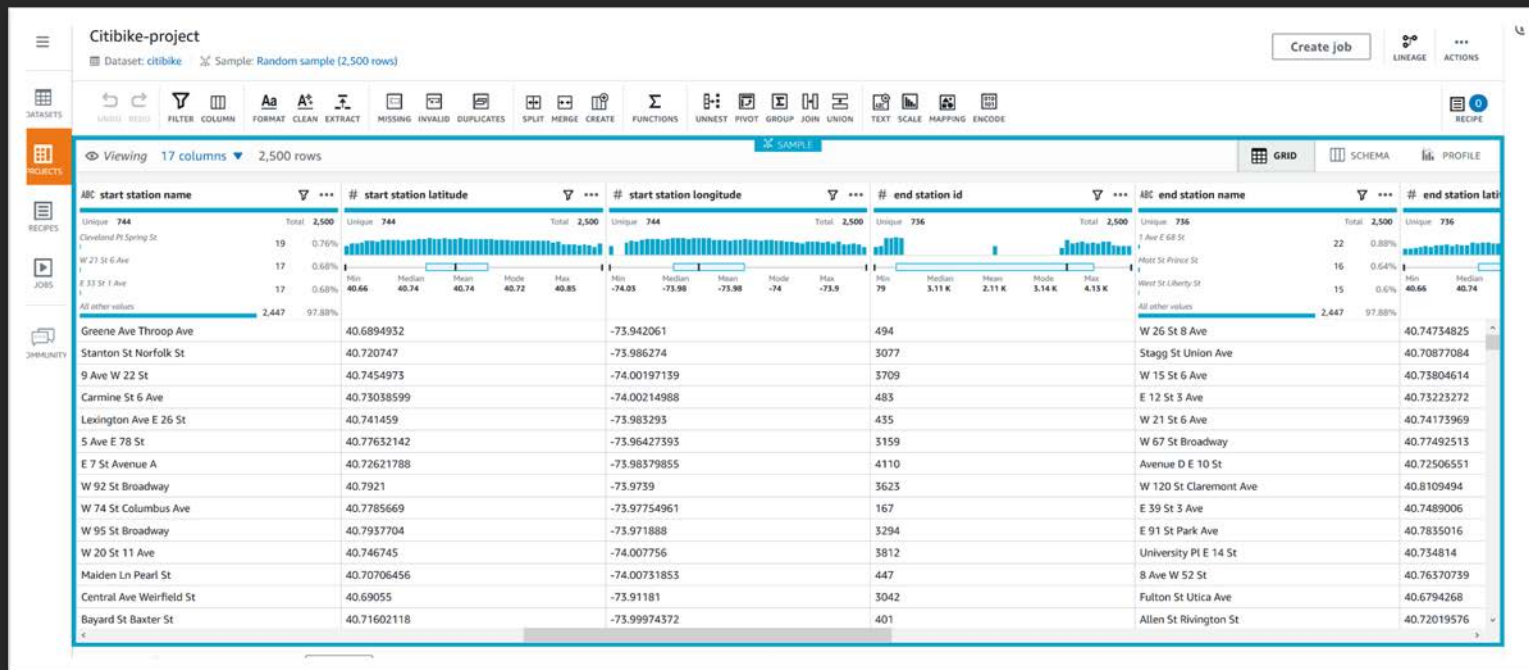 Citibike-project
Dataset: citibike Sample: Random sample (2,500 rows)
Create job
LINEAGE
ACTIONS
DATASETS
PROJECTS
RECIPES
JOBS
COMMUNITY
UNDO REDO FILTER COLUMN FORMAT CLEAN EXTRACT MISSING INVALID DUPLICATES SPLIT MERGE CREATE FUNCTIONS UNNEST PIVOT GROUP JOIN UNION TEXT SCALE MAPPING ENCODE
0
RECIPE
Viewing 17 columns 2,500 rows
SAMPLE
GRID SCHEMA PROFILE
ABC start station name # start station latitude # start station longitude # end station id ABC end station name # end station lati
Unique 744 Total 2,500 Unique 744 Total 2,500 Unique 744 Total 2,500 Unique 736 Total 2,500 Unique 736 Total 2,500 Unique 736
Cleveland Pl Spring St 19 0.76% 1 Ave E 68 St 22 0.88%
W 21 St 6 Ave 17 0.68% Mott St Prince St 16 0.64%
E 33 St 1 Ave 17 0.68% West St Liberty St 15 0.6%
Min Median Mean Mode Max Min Median Mean Mode Max Min Median Mean Mode Max Min Median
40.66 40.74 40.74 40.72 40.85 -74.03 -73.98 -73.98 -74 -73.9 79 3.11 K 2.11 K 3.14 K 4.13 K 40.66 40.74
All other values 2,447 97.88% All other values 2,447 97.88%
Greene Ave Throop Ave 40.6894932 -73.942061 494 W 26 St 8 Ave 40.74734825
Stanton St Norfolk St 40.720747 -73.986274 3077 Stagg St Union Ave 40.70877084
9 Ave W 22 St 40.7454973 -74.00197139 3709 W 15 St 6 Ave 40.73804614
Carmine St 6 Ave 40.73038599 -74.00214988 483 E 12 St 3 Ave 40.73223272
Lexington Ave E 26 St 40.741459 -73.983293 435 W 21 St 6 Ave 40.74173969
5 Ave E 78 St 40.77632142 -73.96427393 3159 W 67 St Broadway 40.77492513
E 7 St Avenue A 40.72621788 -73.98379855 4110 Avenue D E 10 St 40.72506551
W 92 St Broadway 40.7921 -73.9739 3623 W 120 St Claremont Ave 40.8109494
W 74 St Columbus Ave 40.7785669 -73.97754961 167 E 39 St 3 Ave 40.7489006
W 95 St Broadway 40.7937704 -73.971888 3294 E 91 St Park Ave 40.7835016
W 20 St 11 Ave 40.746745 -74.007756 3812 University Pl E 14 St 40.734814
Maiden Ln Pearl St 40.70706456 -74.00731853 447 8 Ave W 52 St 40.76370739
Central Ave Weirfield St 40.69055 -73.91181 3042 Fulton St Utica Ave 40.6794268
Bayard St Baxter St 40.71602118 -73.99974372 401 Allen St Rivington St 40.72019576